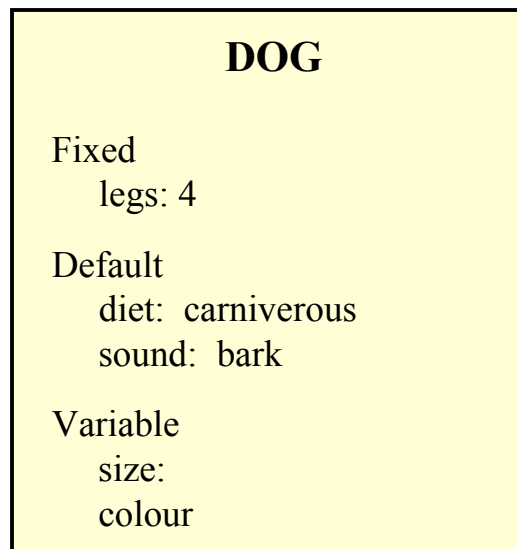 DOG
Fixed
legs: 4
Default
diet: carniverous
sound: bark
Variable
size:
colour